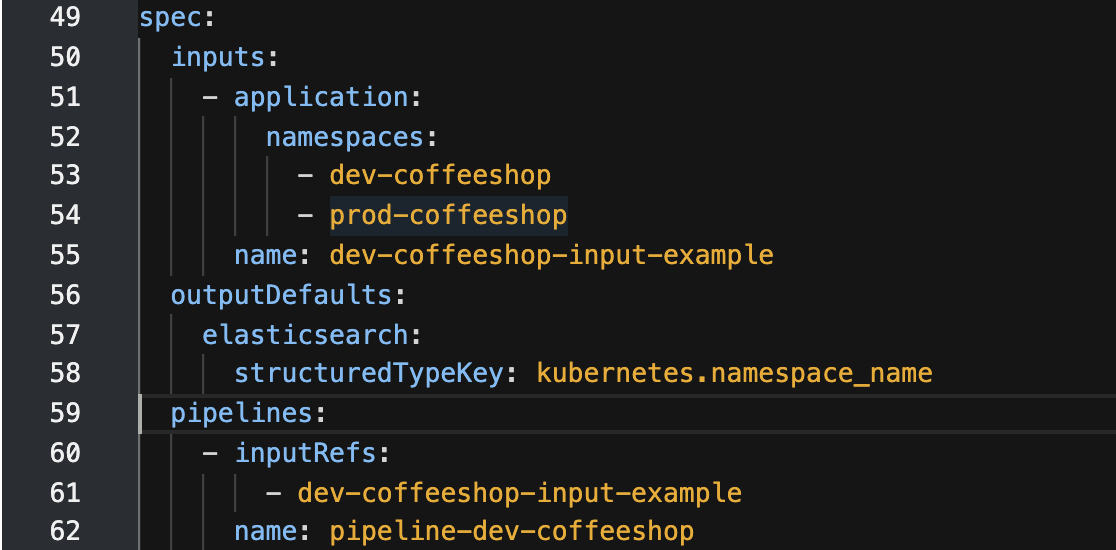 49 spec:
50   inputs:
51     - application:
52         namespaces:
53           - dev-coffeeshop
54           - prod-coffeeshop
55       name: dev-coffeeshop-input-example
56   outputDefaults:
57     elasticsearch:
58       structuredTypeKey: kubernetes.namespace_name
59   pipelines:
60     - inputRefs:
61         - dev-coffeeshop-input-example
62       name: pipeline-dev-coffeeshop